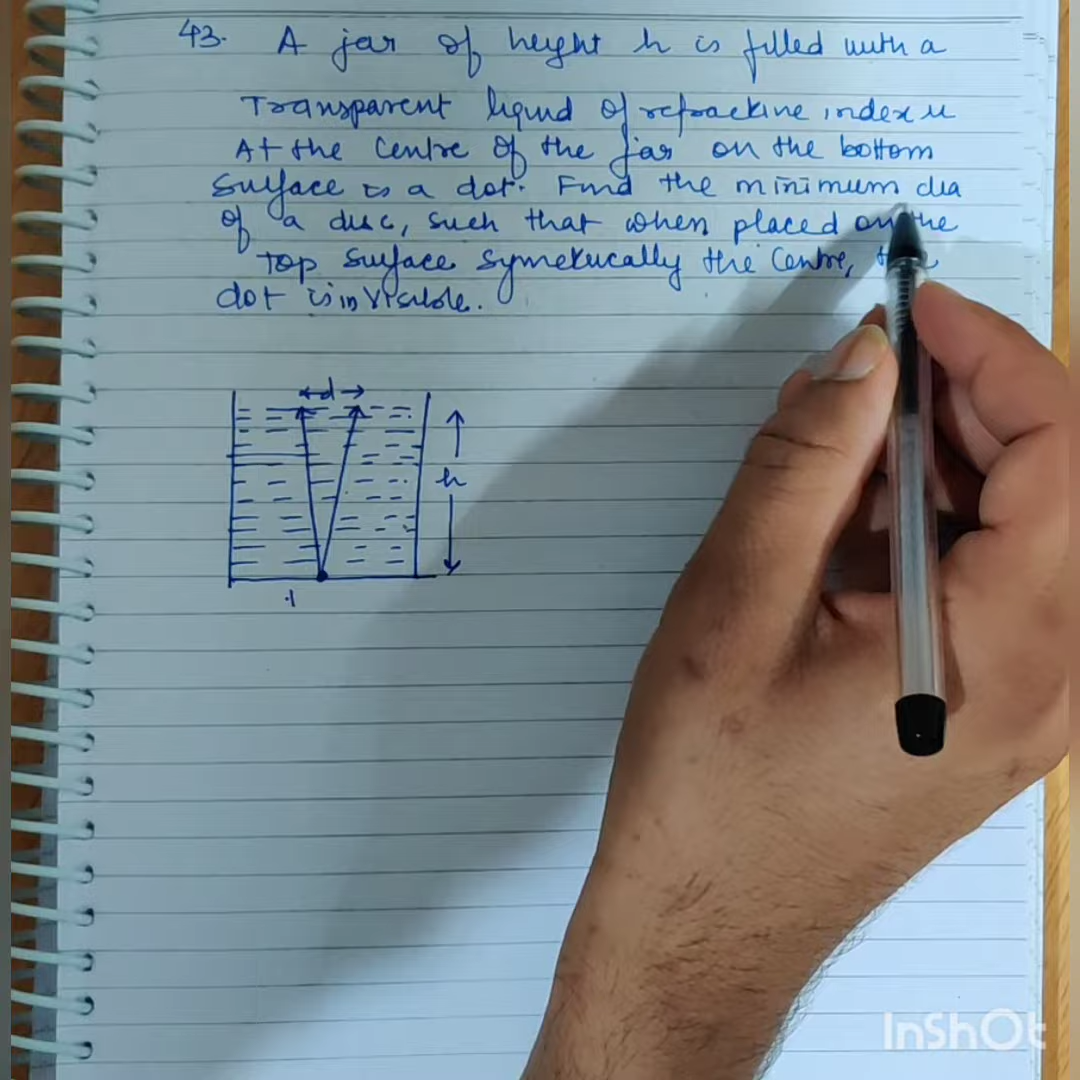 43. A jar of height h is filled with a
Transparent liquid of refractive index μ
At the Centre of the jar on the bottom
Surface is a dot. Find the minimum dia
of a disc, such that when placed on the
Top Surface Symetrically the Centre,
dot is invisible.
d
h
InShOt